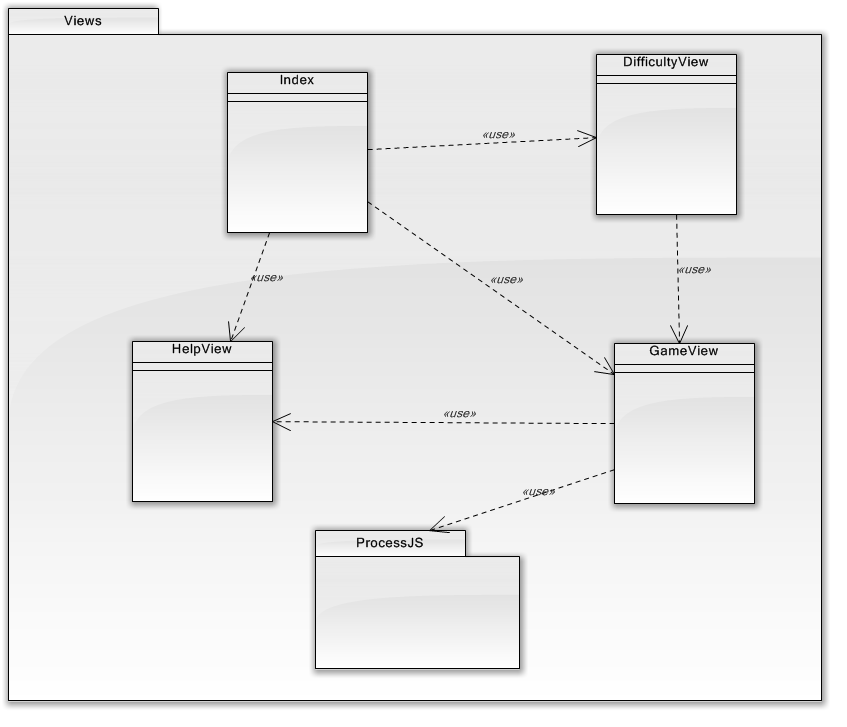 Views
Index
DifficultyView
«use»
«use»
«use»
«use»
HelpView
GameView
«use»
«use»
ProcessJS